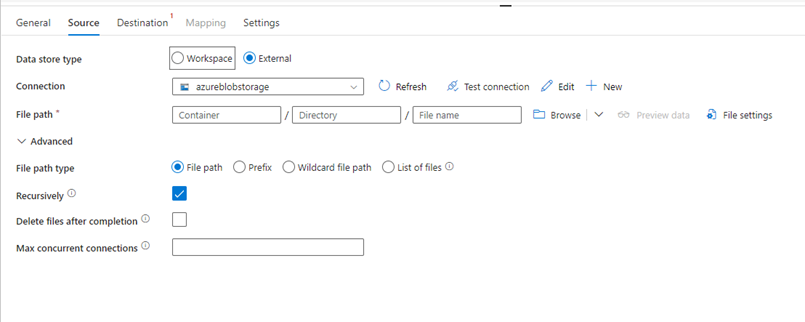 General Source Destination 1 Mapping Settings
Data store type Workspace External
Connection azureblobstorage Refresh Test connection Edit New
File path * Container / Directory / File name Browse Preview data File settings
Advanced
File path type File path Prefix Wildcard file path List of files
Recursively
Delete files after completion
Max concurrent connections